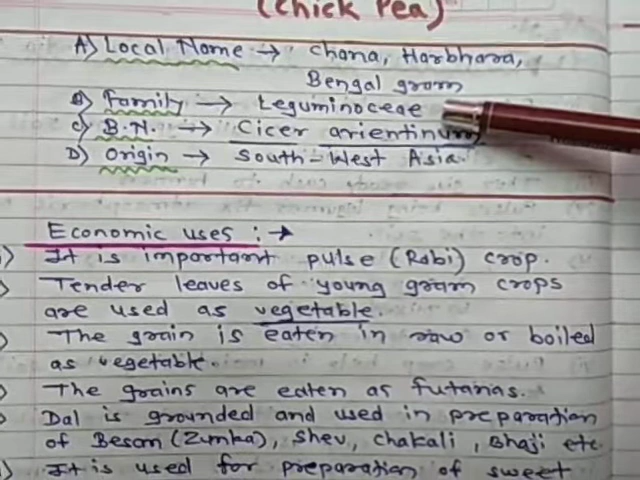 (Chick Pea)
A) Local Name → Chana, Harbhara,
Bengal gram
B) Family → Leguminoceae
C) B.N. → Cicer arientinum
D) Origin → South-West Asia.
Economic uses :→
It is important pulse (Rabi) crop.
Tender leaves of young gram crops
are used as vegetable.
The grain is eaten in raw or boiled
as vegetable.
The grains are eaten as futanas.
Dal is grounded and used in preparation
of Besan (Zunka), Shev, Chakali, Bhaji etc
It is used for preparation of sweet